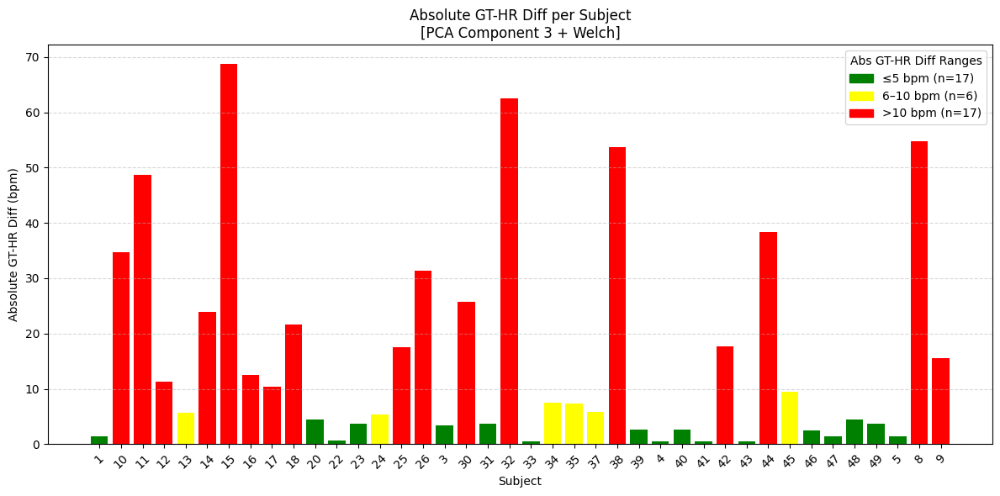 Absolute GT-HR Diff per Subject
[PCA Component 3 + Welch]
Abs GT-HR Diff Ranges
≤5 bpm (n=17)
6–10 bpm (n=6)
>10 bpm (n=17)
Absolute GT-HR Diff (bpm)
70
60
50
40
30
20
10
0
1 10 11 12 13 14 15 16 17 18 20 22 23 24 25 26 3 30 31 32 33 34 35 37 38 39 4 40 41 42 43 44 45 46 47 48 49 5 8 9
Subject